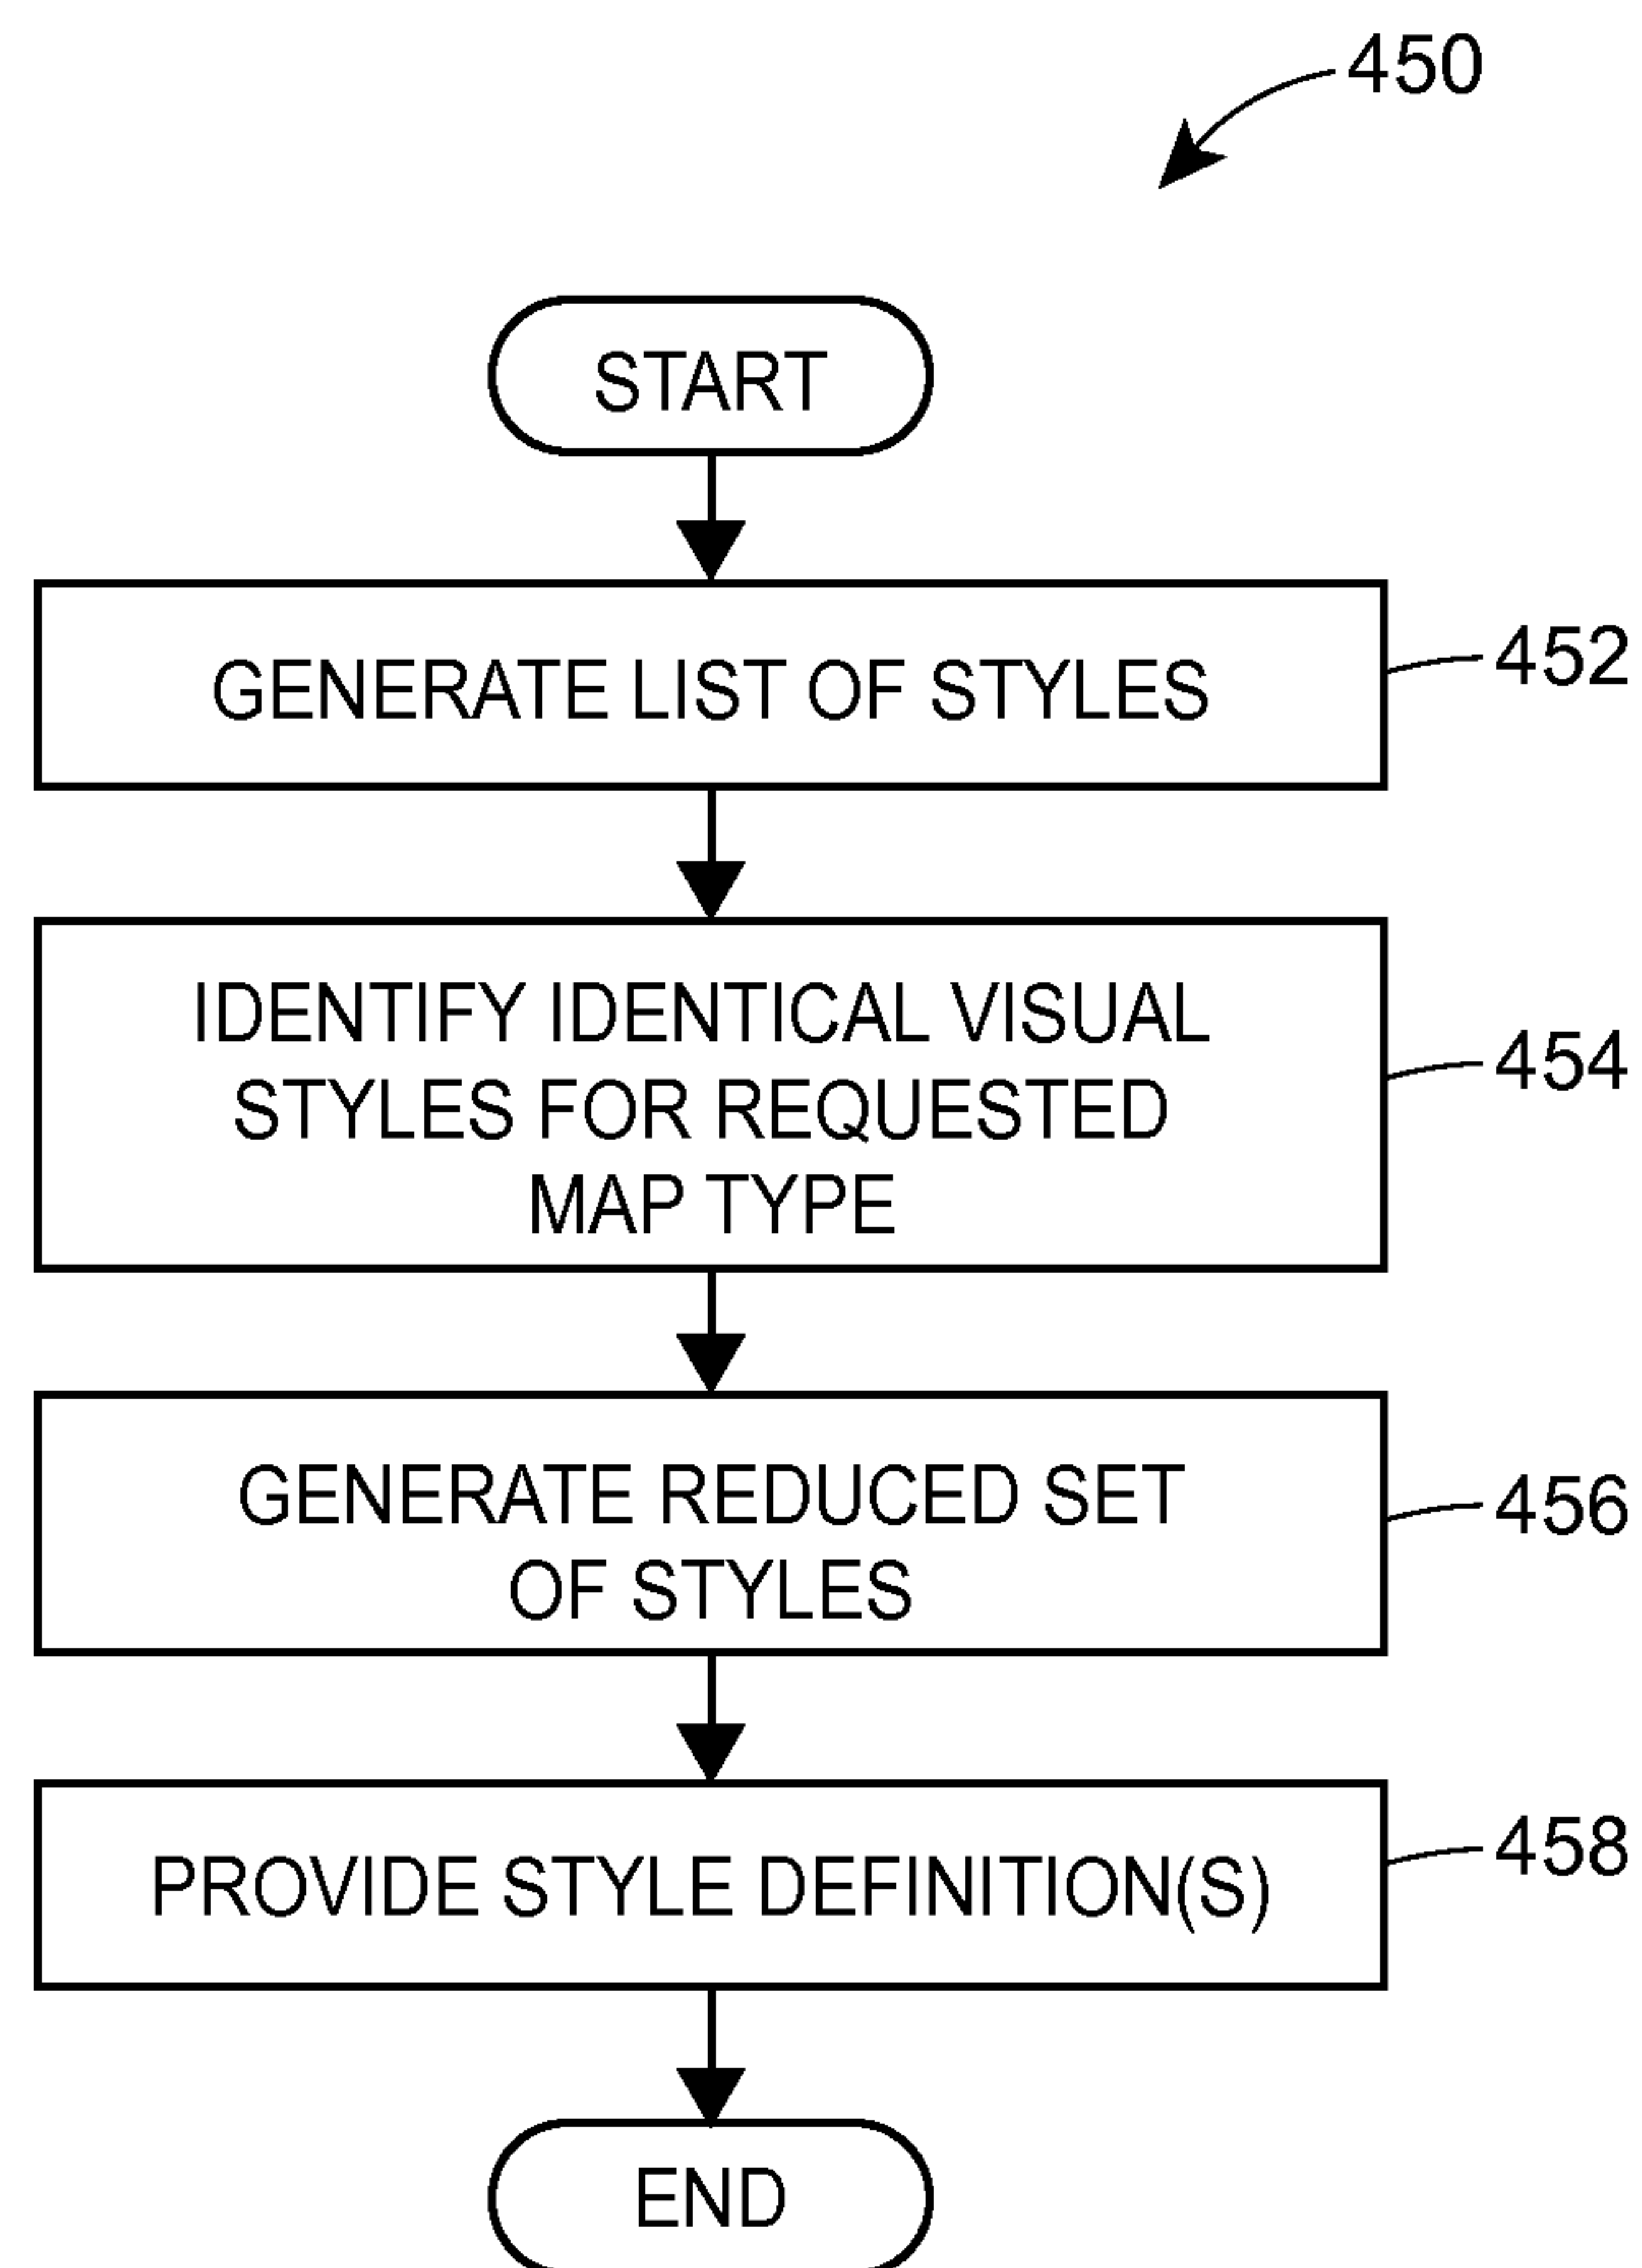 450
START
GENERATE LIST OF STYLES
452
IDENTIFY IDENTICAL VISUAL
STYLES FOR REQUESTED
MAP TYPE
454
GENERATE REDUCED SET
OF STYLES
456
PROVIDE STYLE DEFINITION(S)
458
END